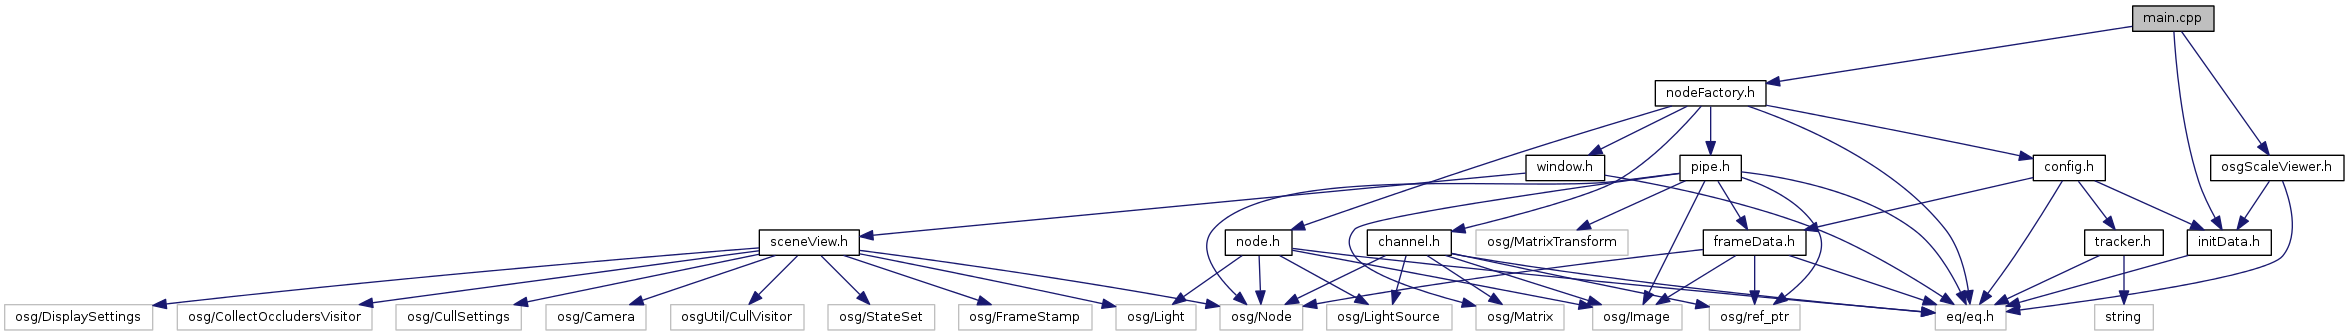 main.cpp
nodeFactory.h
window.h
pipe.h
config.h
osgScaleViewer.h
sceneView.h
node.h
channel.h
osg/MatrixTransform
frameData.h
tracker.h
initData.h
osg/DisplaySettings
osg/CollectOccludersVisitor
osg/CullSettings
osg/Camera
osgUtil/CullVisitor
osg/StateSet
osg/FrameStamp
osg/Light
osg/Node
osg/LightSource
osg/Matrix
osg/Image
osg/ref_ptr
eq/eq.h
string